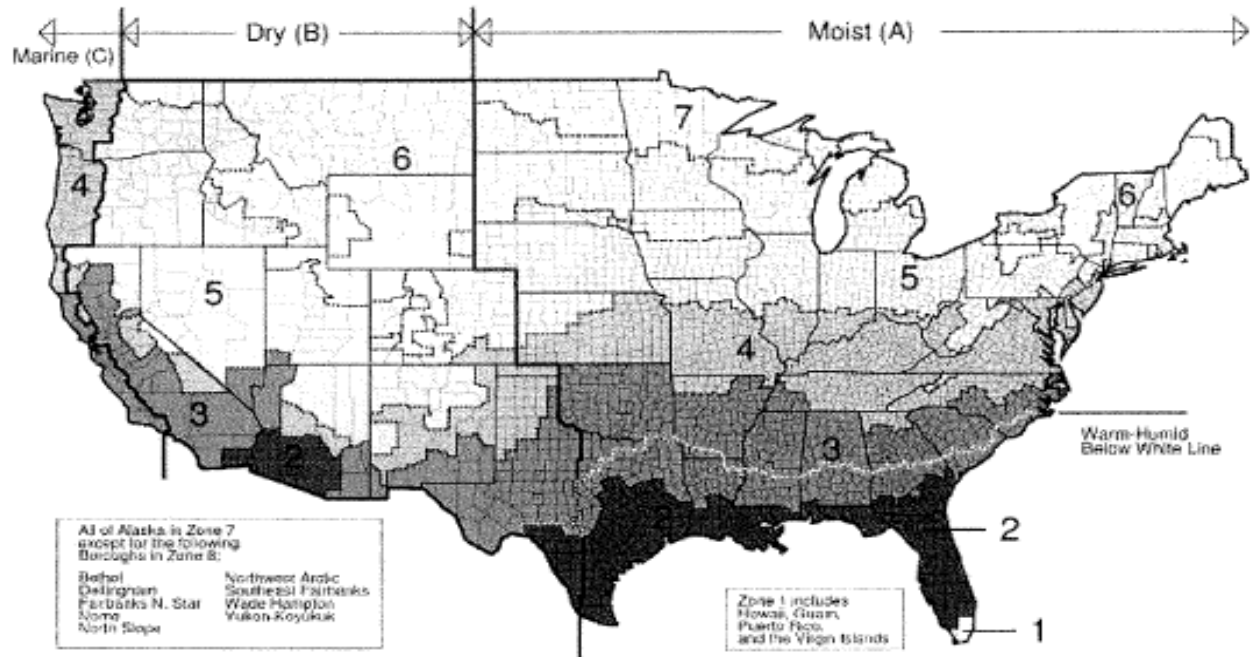 Marine (C)
Dry (B)
Moist (A)
7
6
6
4
5
5
4
3
3
2
Warm-Humid
Below White Line
2
1
All of Alaska is Zone 7
except for the following
Boroughs in Zone 8:
Bethel
Dellingham
Fairbanks N. Star
Nome
North Slope
Northwest Arctic
Southeast Fairbanks
Wade Hampton
Yukon-Koyukuk
Zone 1 includes
Hawaii, Guam,
Puerto Rico,
and the Virgin Islands